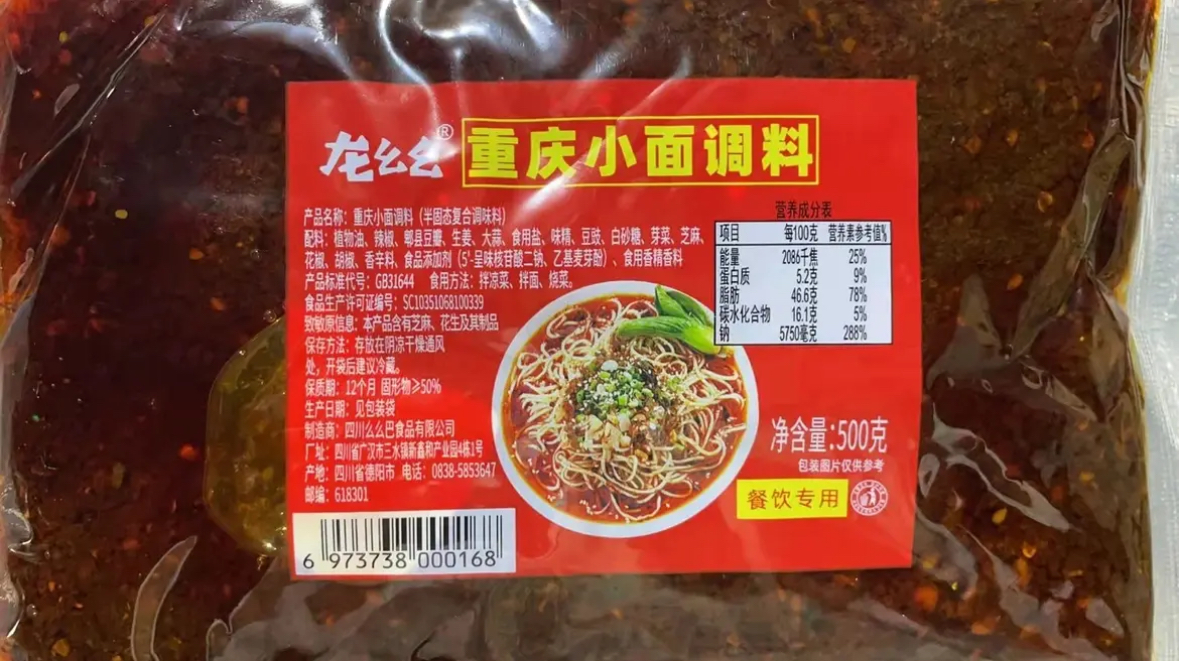 龙幺幺® 重庆小面调料
产品名称：重庆小面调料（半固态复合调味料）
配料：植物油、辣椒、郫县豆瓣、生姜、大蒜、食用盐、味精、豆豉、白砂糖、芽菜、芝麻、
花椒、胡椒、香辛料、食品添加剂（5'-呈味核苷酸二钠、乙基麦芽酚）、食用香精香料
产品标准代号：GB31644 食用方法：拌凉菜、拌面、烧菜。
食品生产许可证编号：SC10351068100339
致敏原信息：本产品含有芝麻、花生及其制品
保存方法：存放在阴凉干燥通风
处，开袋后建议冷藏。
保质期：12个月 固形物≥50%
生产日期：见包装袋
制造商：四川么么巴食品有限公司
厂址：四川省广汉市三水镇新鑫和产业园4栋1号
产地：四川省德阳市 电话：0838-5853647
邮编：618301
6 973738 000168
营养成分表
项目 每100克 营养素参考值%
能量 2086千焦 25%
蛋白质 5.2克 9%
脂肪 46.6克 78%
碳水化合物 16.1克 5%
钠 5750毫克 288%
净含量：500克
包装图片仅供参考
餐饮专用